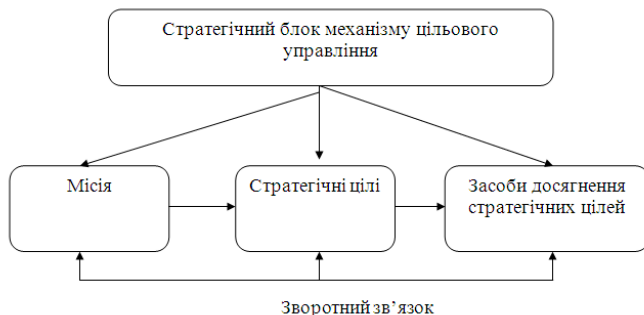 Стратегічний блок механізму цільового
управління
Місія
Стратегічні цілі
Засоби досягнення
стратегічних цілей
Зворотний зв’язок